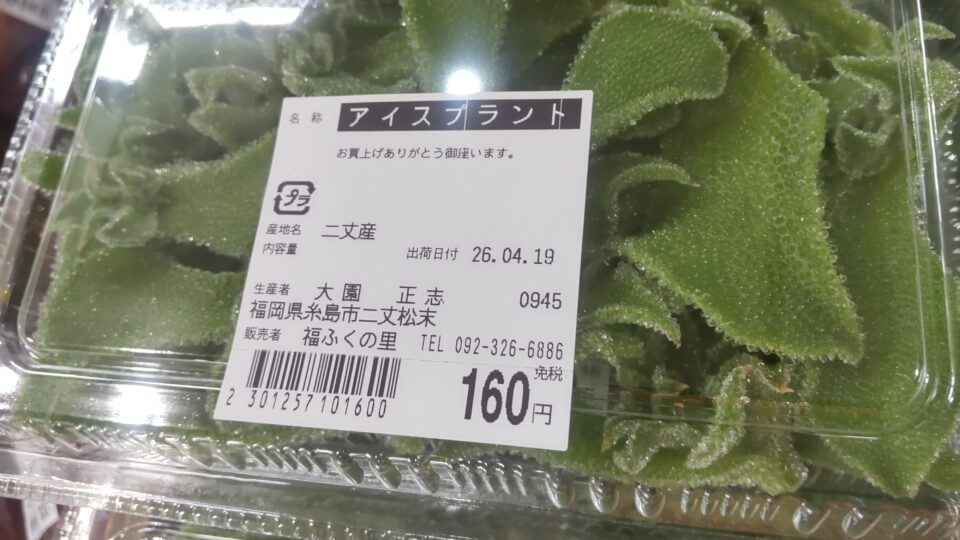 名称 アイスプラント
お買上げありがとう御座います。
プラ
産地名 二丈産
内容量 出荷日付 26.04.19
生産者 大園 正志 0945
福岡県糸島市二丈松末
販売者 福ふくの里 TEL 092-326-6886
2 301257101600 160円 免税